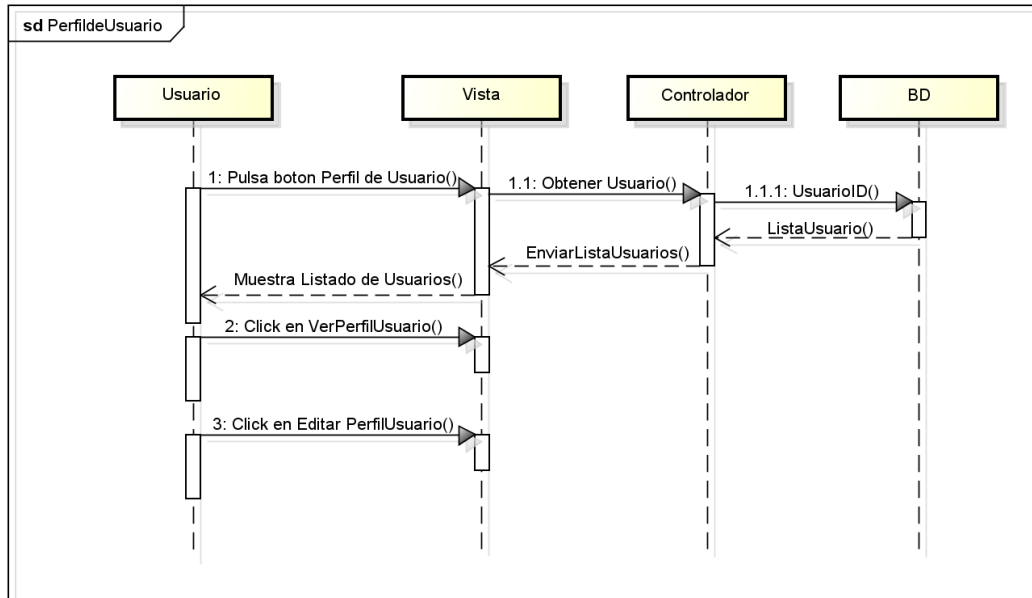 sd PerfildeUsuario
Usuario
Vista
Controlador
BD
1: Pulsa boton Perfil de Usuario()
1.1: Obtener Usuario()
1.1.1: UsuarioID()
ListaUsuario()
EnviarListaUsuarios()
Muestra Listado de Usuarios()
2: Click en VerPerfilUsuario()
3: Click en Editar PerfilUsuario()